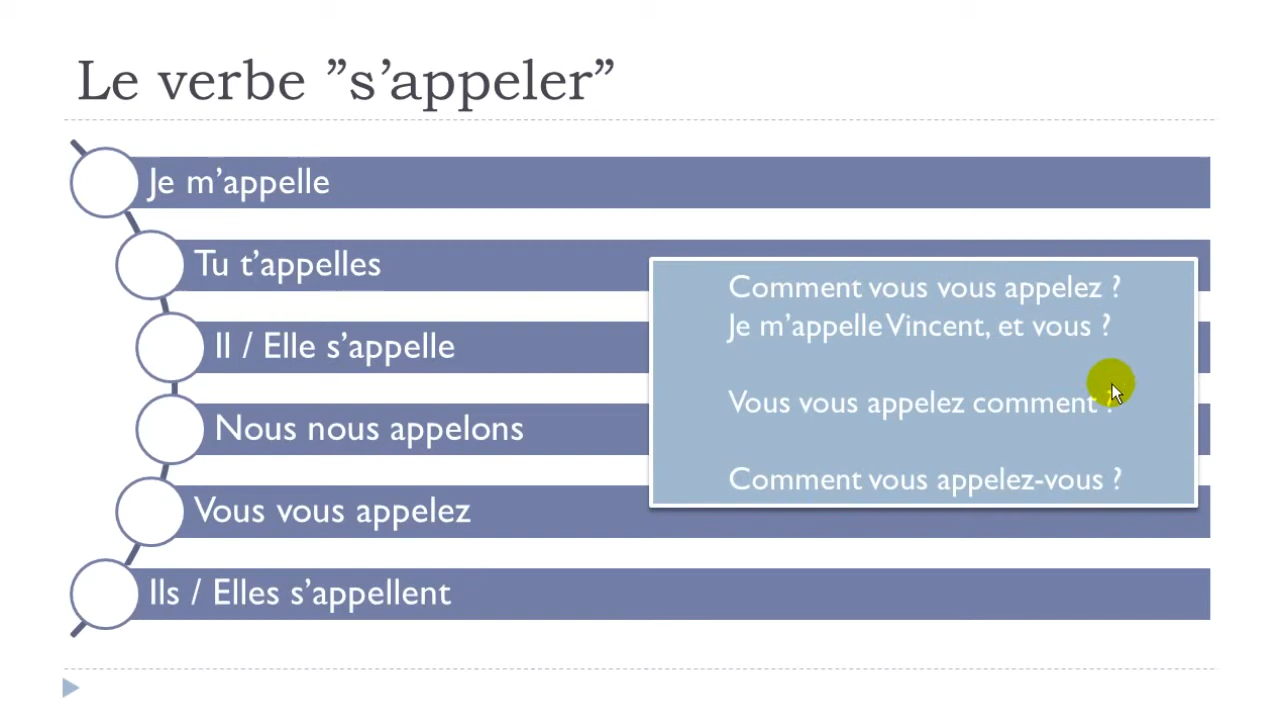 Le verbe ”s’appeler”
Je m’appelle
Tu t’appelles
Il / Elle s’appelle
Nous nous appelons
Vous vous appelez
Ils / Elles s’appellent
Comment vous vous appelez ?
Je m’appelle Vincent, et vous ?
Vous vous appelez comment ?
Comment vous appelez-vous ?